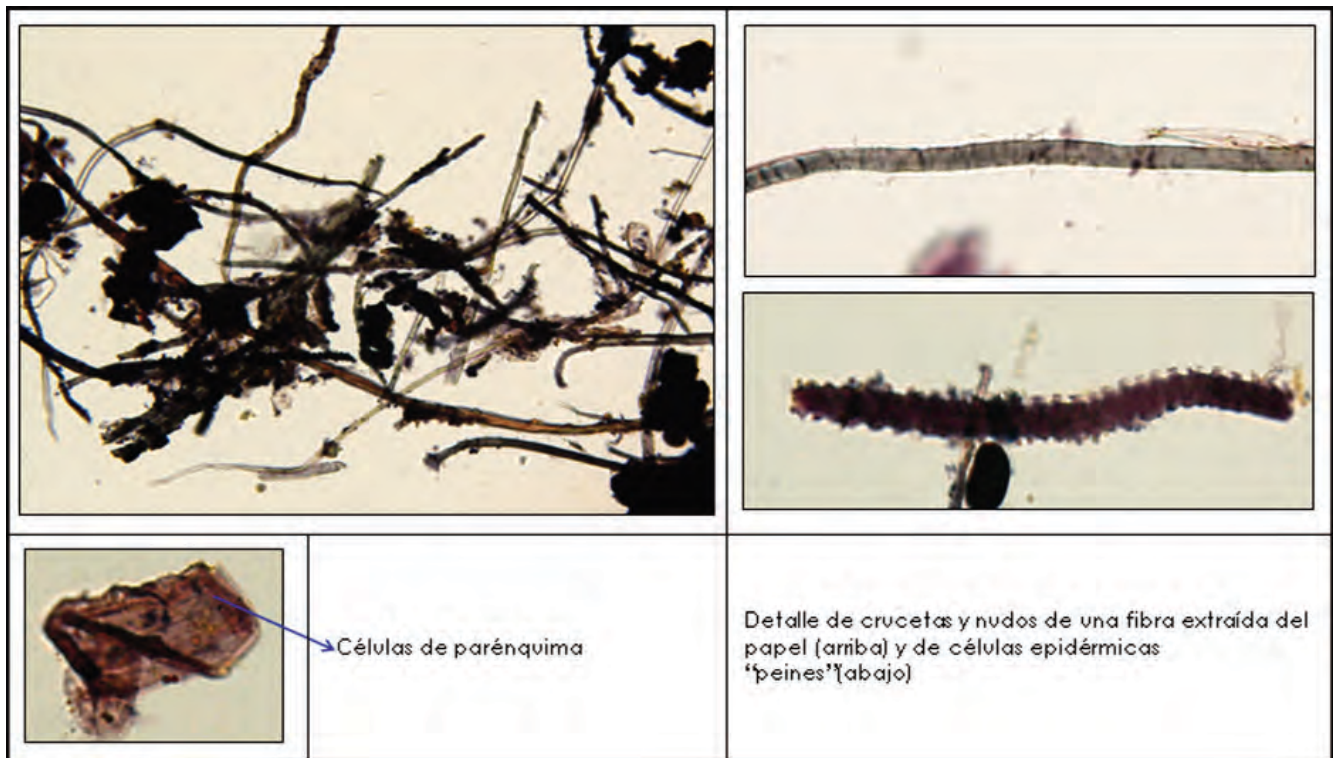 Células de parénquima
Detalle de crucetas y nudos de una fibra extraída del
papel (arriba) y de células epidérmicas
“peines”(abajo)